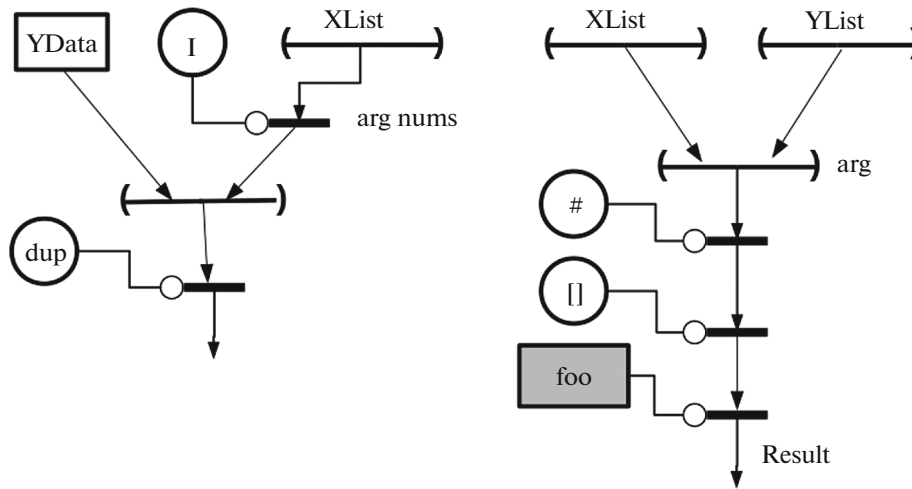 YData
I
XList
arg nums
dup
XList
YList
arg
#
[]
foo
Result